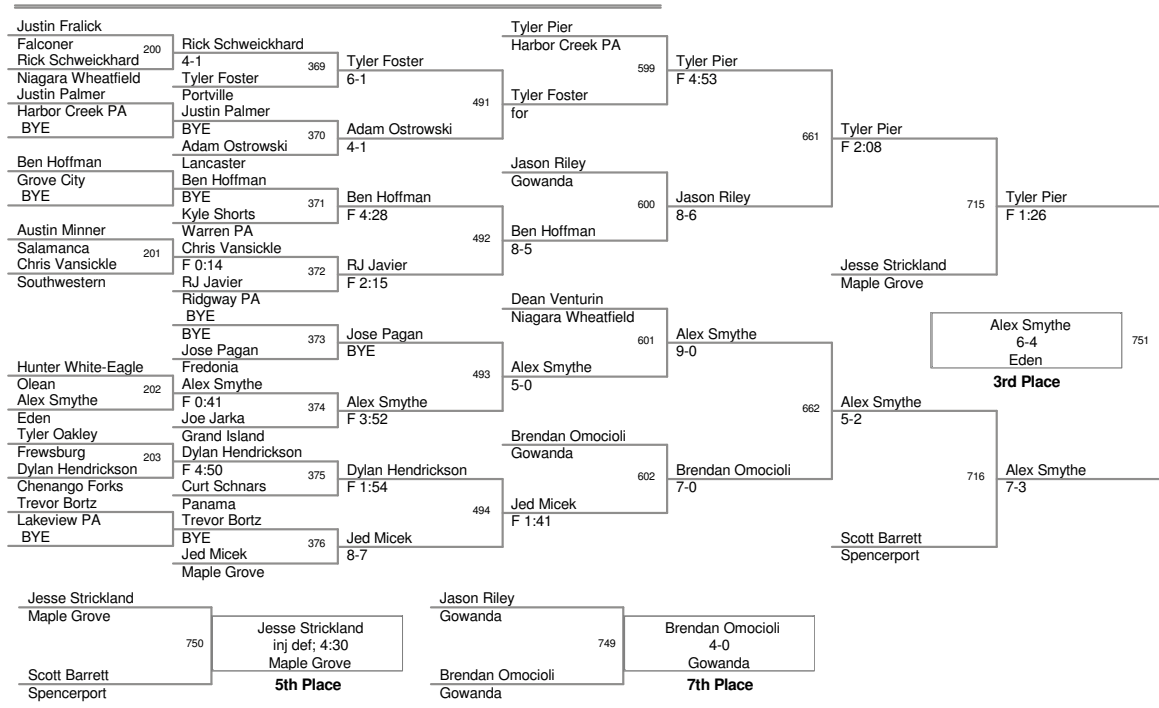 Justin Fralick
Falconer
200
Rick Schweickhard
Niagara Wheatfield
Justin Palmer
Harbor Creek PA
BYE
Ben Hoffman
Grove City
BYE
Austin Minner
Salamanca
201
Chris Vansickle
Southwestern
Hunter White-Eagle
Olean
202
Alex Smythe
Eden
Tyler Oakley
Frewsburg
203
Dylan Hendrickson
Chenango Forks
Trevor Bortz
Lakeview PA
BYE
Rick Schweickhard
4-1
369
Tyler Foster
Portville
Justin Palmer
BYE
370
Adam Ostrowski
Lancaster
Ben Hoffman
BYE
371
Kyle Shorts
Warren PA
Chris Vansickle
F 0:14
372
RJ Javier
Ridgway PA
BYE
BYE
373
Jose Pagan
Fredonia
Alex Smythe
F 0:41
374
Joe Jarka
Grand Island
Dylan Hendrickson
F 4:50
375
Curt Schnars
Panama
Trevor Bortz
BYE
376
Jed Micek
Maple Grove
Tyler Foster
6-1
491
Adam Ostrowski
4-1
Ben Hoffman
F 4:28
492
RJ Javier
F 2:15
Jose Pagan
BYE
493
Alex Smythe
F 3:52
Dylan Hendrickson
F 1:54
494
Jed Micek
8-7
Tyler Pier
Harbor Creek PA
599
Tyler Foster
for
Jason Riley
Gowanda
600
Ben Hoffman
8-5
Dean Venturin
Niagara Wheatfield
601
Alex Smythe
5-0
Brendan Omocioli
Gowanda
602
Jed Micek
F 1:41
Tyler Pier
F 4:53
661
Jason Riley
8-6
Alex Smythe
9-0
662
Brendan Omocioli
7-0
Tyler Pier
F 2:08
715
Jesse Strickland
Maple Grove
Alex Smythe
5-2
716
Scott Barrett
Spencerport
Tyler Pier
F 1:26
Alex Smythe
6-4
Eden
751
3rd Place
Alex Smythe
7-3
Jesse Strickland
Maple Grove
750
Scott Barrett
Spencerport
Jesse Strickland
inj def; 4:30
Maple Grove
5th Place
Jason Riley
Gowanda
749
Brendan Omocioli
Gowanda
Brendan Omocioli
4-0
Gowanda
7th Place